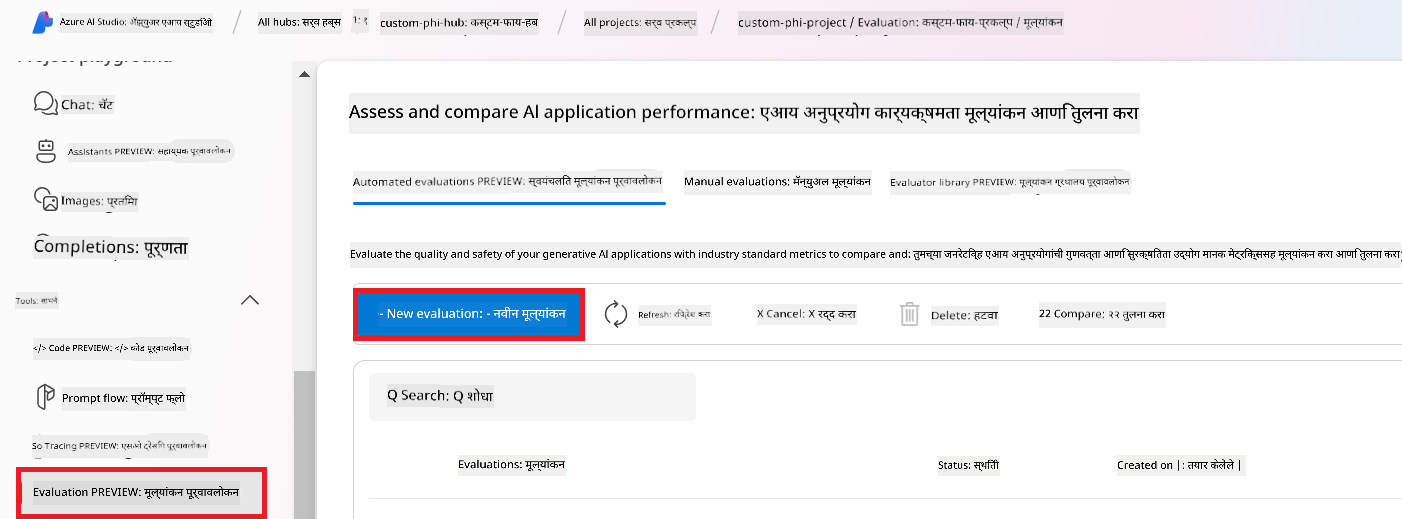 Azure AI Studio: ॲझ्युअर एआय स्टुडिओ / All hubs: सर्व हब्स / custom-phi-hub: कस्टम-फाय-हब / All projects: सर्व प्रकल्प / custom-phi-project / Evaluation: कस्टम-फाय-प्रकल्प / मूल्यांकन
Project playground
Chat: चॅट
Assistants PREVIEW: सहाय्यक पूर्वावलोकन
Images: प्रतिमा
Completions: पूर्णता
Tools: साधने
</> Code PREVIEW: </> कोड पूर्वावलोकन
Prompt flow: प्रॉम्प्ट फ्लो
So Tracing PREVIEW: एसओ ट्रेसिंग पूर्वावलोकन
Evaluation PREVIEW: मूल्यांकन पूर्वावलोकन
Assess and compare AI application performance: एआय अनुप्रयोग कार्यक्षमता मूल्यांकन आणि तुलना करा
Automated evaluations PREVIEW: स्वयंचलित मूल्यांकन पूर्वावलोकन
Manual evaluations: मॅन्युअल मूल्यांकन
Evaluator library PREVIEW: मूल्यांकन ग्रंथालय पूर्वावलोकन
Evaluate the quality and safety of your generative AI applications with industry standard metrics to compare and: तुमच्या जनरेटिव्ह एआय अनुप्रयोगांची गुणवत्ता आणि सुरक्षितता उद्योग मानक मेट्रिक्ससह मूल्यांकन करा आणि तुलना करा
- New evaluation: - नवीन मूल्यांकन
Refresh: रिफ्रेश करा
X Cancel: X रद्द करा
Delete: हटवा
22 Compare: २२ तुलना करा
Q Search: Q शोधा
Evaluations: मूल्यांकन
Status: स्थिती
Created on |: तयार केलेले |